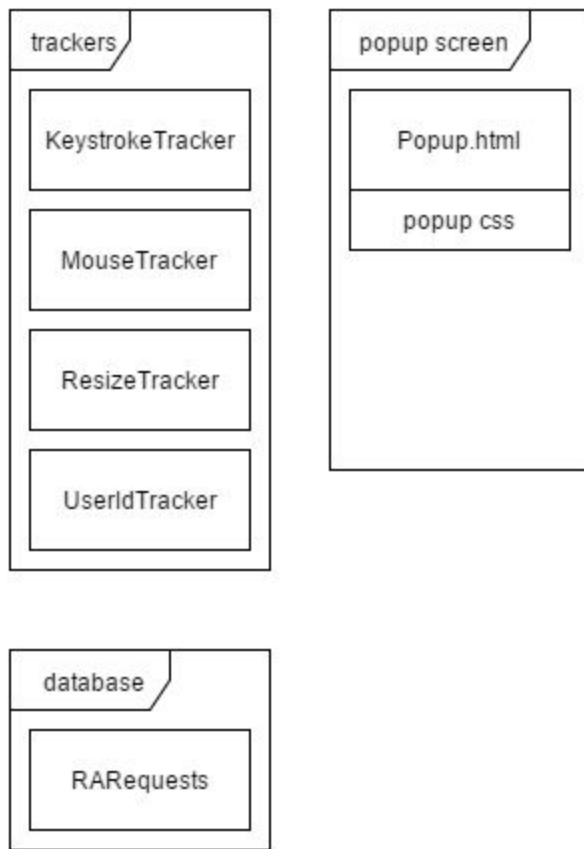 trackers
KeystrokeTracker
MouseTracker
ResizeTracker
UserIdTracker
popup screen
Popup.html
popup css
database
RARequests